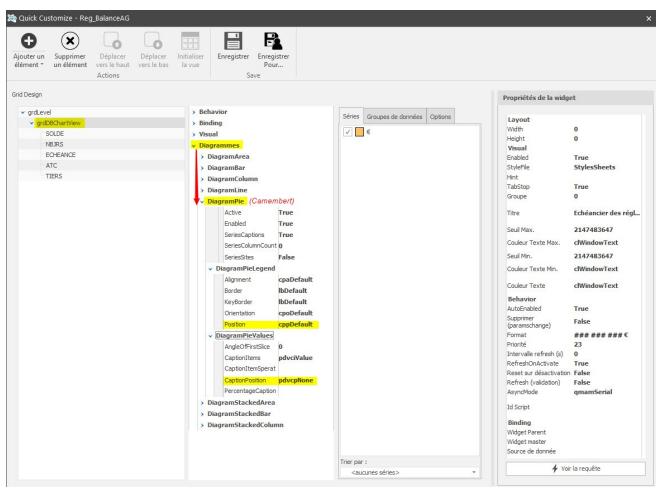 Quick Customize - Reg_BalanceAG
Ajouter un élément
Supprimer un élément
Déplacer vers le haut
Déplacer vers le bas
Initialiser la vue
Enregistrer
Enregistrer Pour...
Actions
Save
Grid Design
grdLevel
grdDBChartView
SOLDE
NBJRS
ECHEANCE
ATC
TIERS
Behavior
Binding
Visual
Diagrammes
DiagramArea
DiagramBar
DiagramColumn
DiagramLine
DiagramPie (Camembert)
Active True
Enabled True
SeriesCaptions True
SeriesColumnCount 0
SeriesSites False
DiagramPieLegend
Alignment cpaDefault
Border lbDefault
KeyBorder lbDefault
Orientation cpoDefault
Position cppDefault
DiagramPieValues
AngleOfFirstSlice 0
CaptionItems pdvciValue
CaptionItemSperat
CaptionPosition pdvcpNone
PercentageCaption
DiagramStackedArea
DiagramStackedBar
DiagramStackedColumn
Séries Groupes de données Options
€
Trier par :
<aucunes séries>
Propriétés de la widget
Layout
Width 0
Height 0
Visual
Enabled True
StyleFile StylesSheets
Hint
TabStop True
Groupe 0
Titre Echéancier des régl...
Seuil Max. 2147483647
Couleur Texte Max. clWindowText
Seuil Min. 2147483647
Couleur Texte Min. clWindowText
Couleur Texte clWindowText
Behavior
AutoEnabled True
Supprimer (paramschange) False
Format ### ### ### €
Priorité 23
Intervalle refresh (s) 0
RefreshOnActivate True
Reset sur désactivation False
Refresh (validation) False
AsyncMode qmamSerial
Id Script
Binding
Widget Parent
Widget master
Source de donnée
Voir la requête